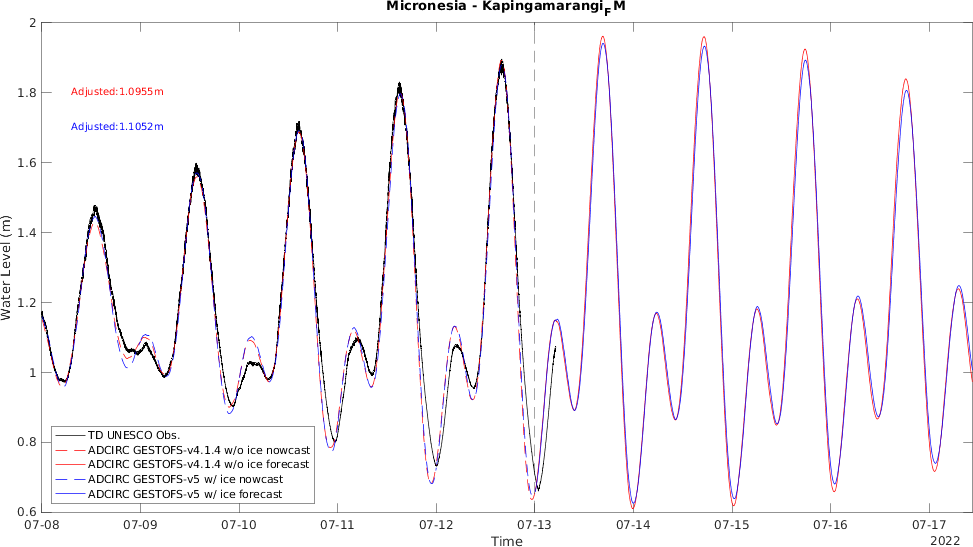 Micronesia - Kapingamarangi_FM
Water Level (m)
2
1.8
1.6
1.4
1.2
1
0.8
0.6
Adjusted:1.0955m
Adjusted:1.1052m
TD UNESCO Obs.
ADCIRC GESTOFS-v4.1.4 w/o ice nowcast
ADCIRC GESTOFS-v4.1.4 w/o ice forecast
ADCIRC GESTOFS-v5 w/ ice nowcast
ADCIRC GESTOFS-v5 w/ ice forecast
07-08 07-09 07-10 07-11 07-12 07-13 07-14 07-15 07-16 07-17
Time
2022